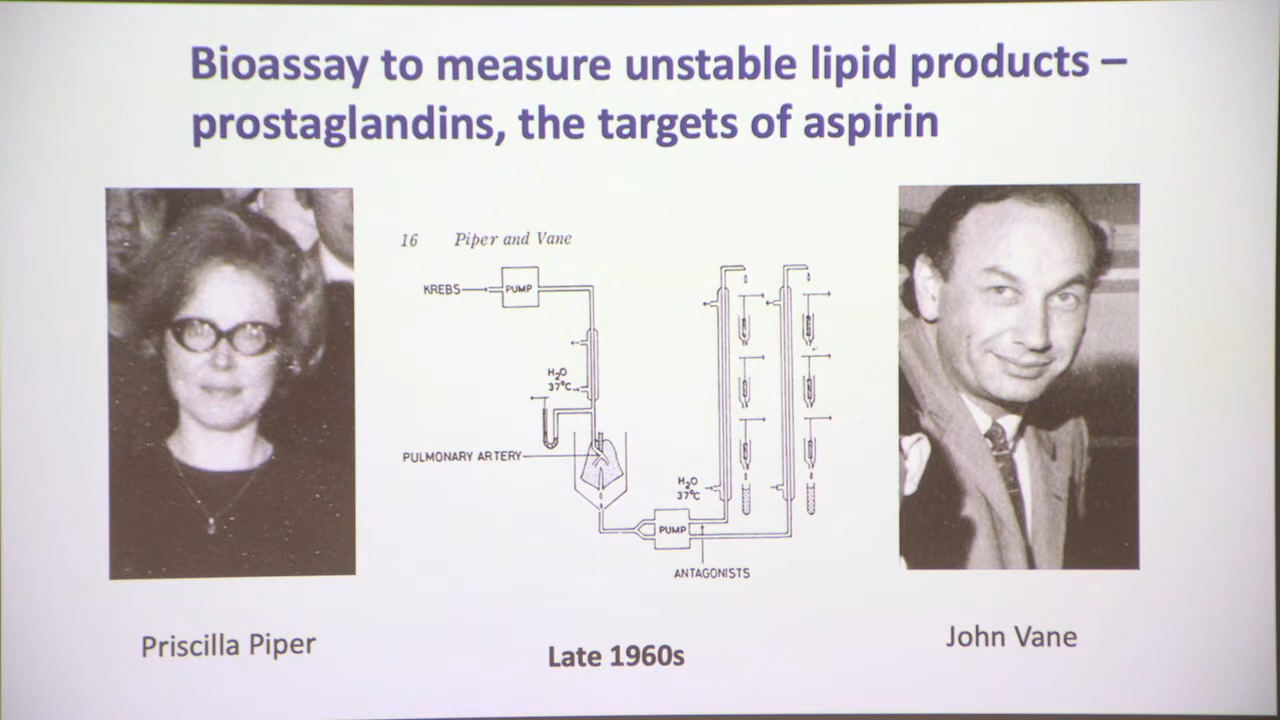 Bioassay to measure unstable lipid products –
prostaglandins, the targets of aspirin
16 Piper and Vane
KREBS
PUMP
H₂O
37°C
PULMONARY ARTERY
H₂O
37°C
PUMP
ANTAGONISTS
Priscilla Piper
Late 1960s
John Vane